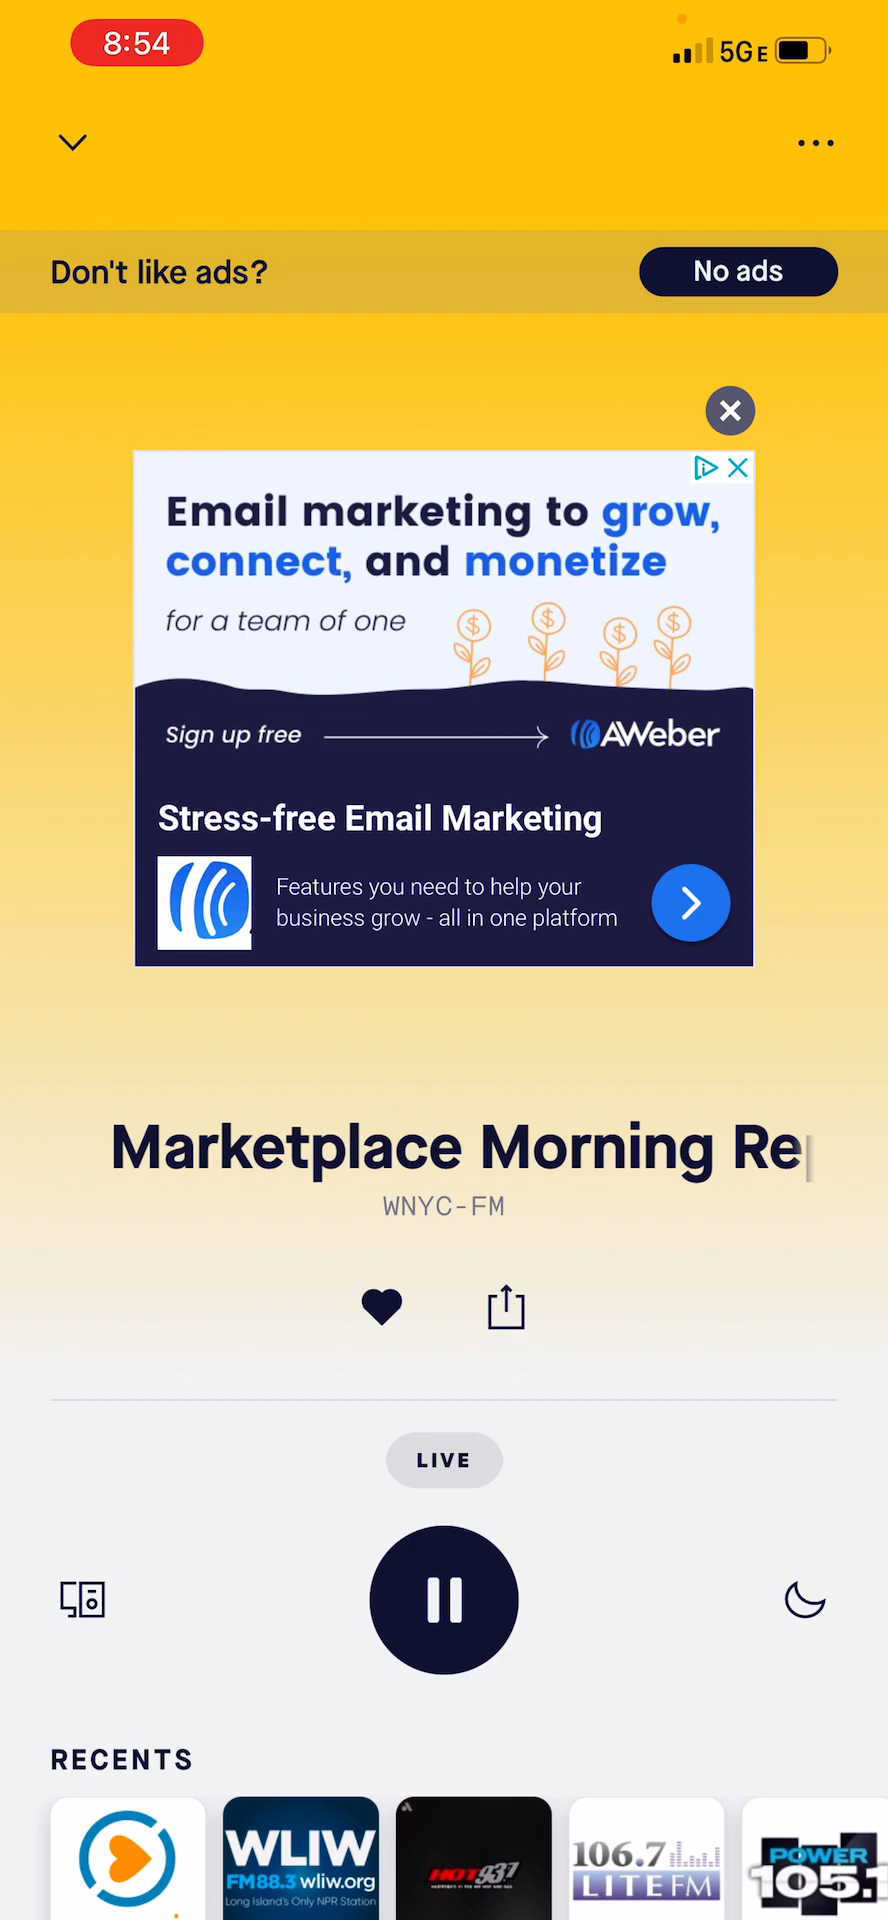 8:54
5G E
Don't like ads?
No ads
Email marketing to grow,
connect, and monetize
for a team of one
Sign up free
AWeber
Stress-free Email Marketing
Features you need to help your
business grow - all in one platform
Marketplace Morning Re
WNYC-FM
LIVE
RECENTS
WLIW
FM88.3 wliw.org
Long Island's Only NPR Station
HOT 93.7
106.7
LITE FM
POWER
105.1